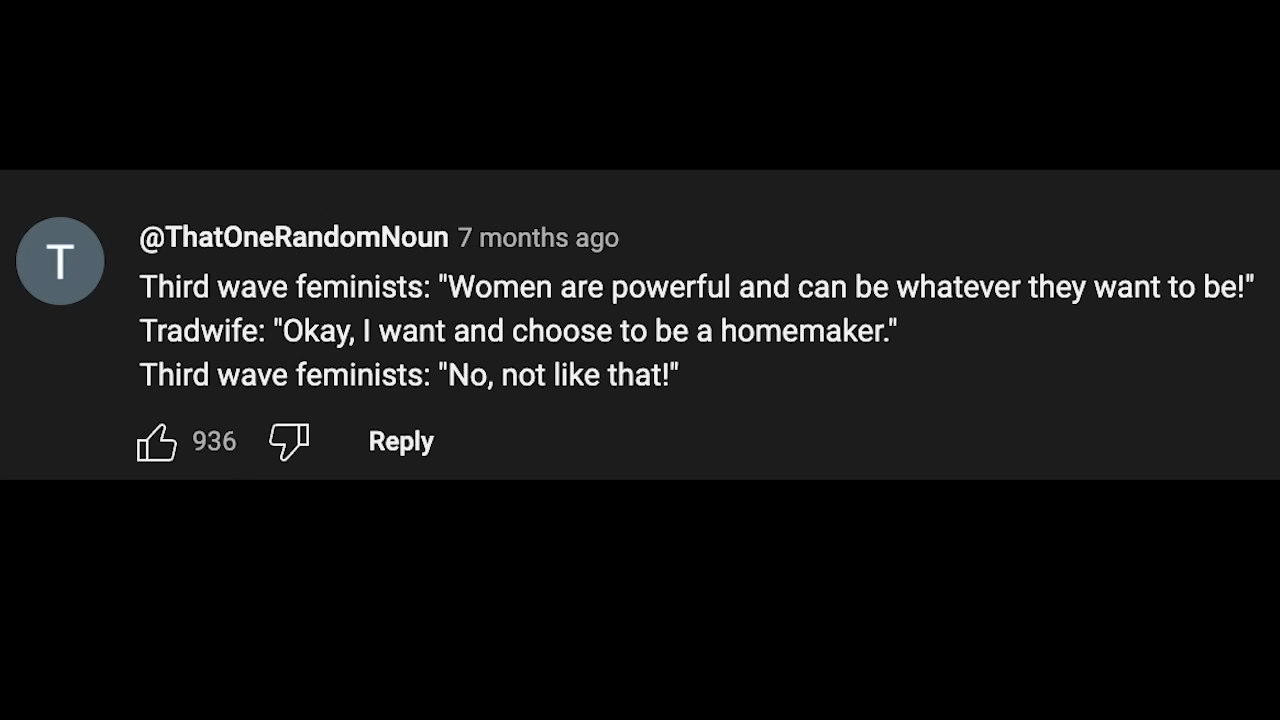 T
@ThatOneRandomNoun 7 months ago
Third wave feminists: "Women are powerful and can be whatever they want to be!"
Tradwife: "Okay, I want and choose to be a homemaker."
Third wave feminists: "No, not like that!"
936 Reply